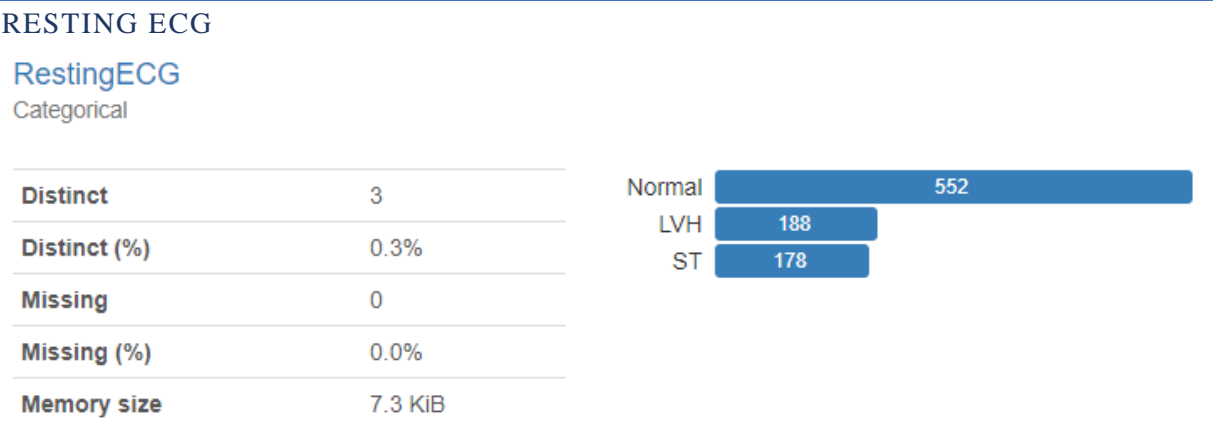 RESTING ECG
RestingECG
Categorical
Distinct 3
Distinct (%) 0.3%
Missing 0
Missing (%) 0.0%
Memory size 7.3 KiB
Normal 552
LVH 188
ST 178